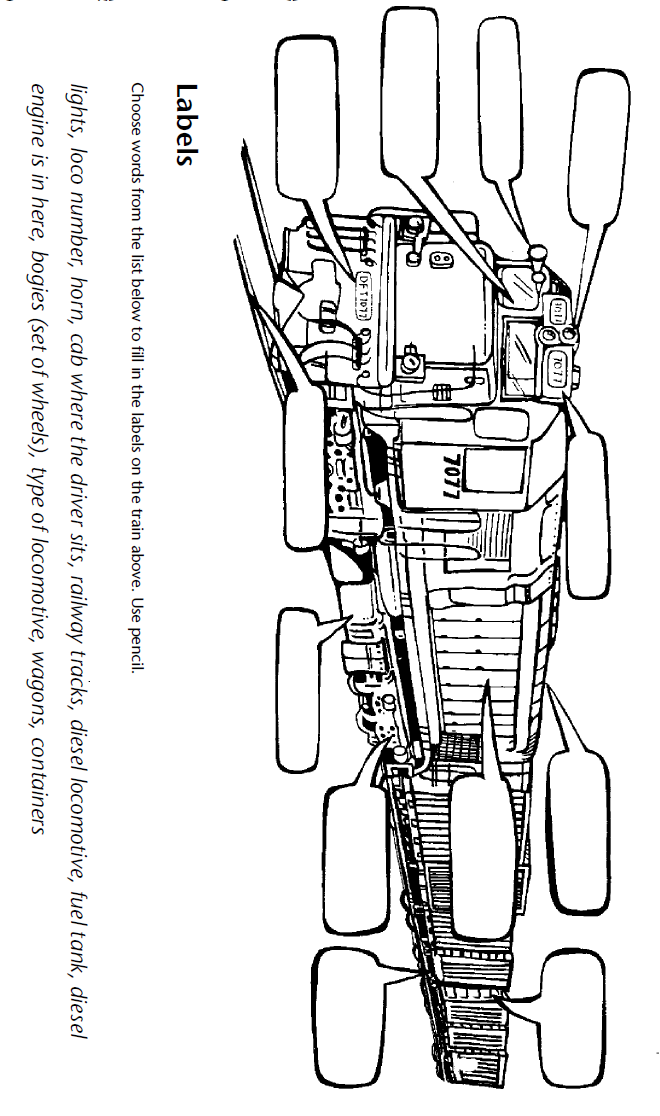 7077
7077
DFT7077
Labels
Choose words from the list below to fill in the labels on the train above. Use pencil.
lights, loco number, horn, cab where the driver sits, railway tracks, diesel locomotive, fuel tank, diesel
engine is in here, bogies (set of wheels), type of locomotive, wagons, containers